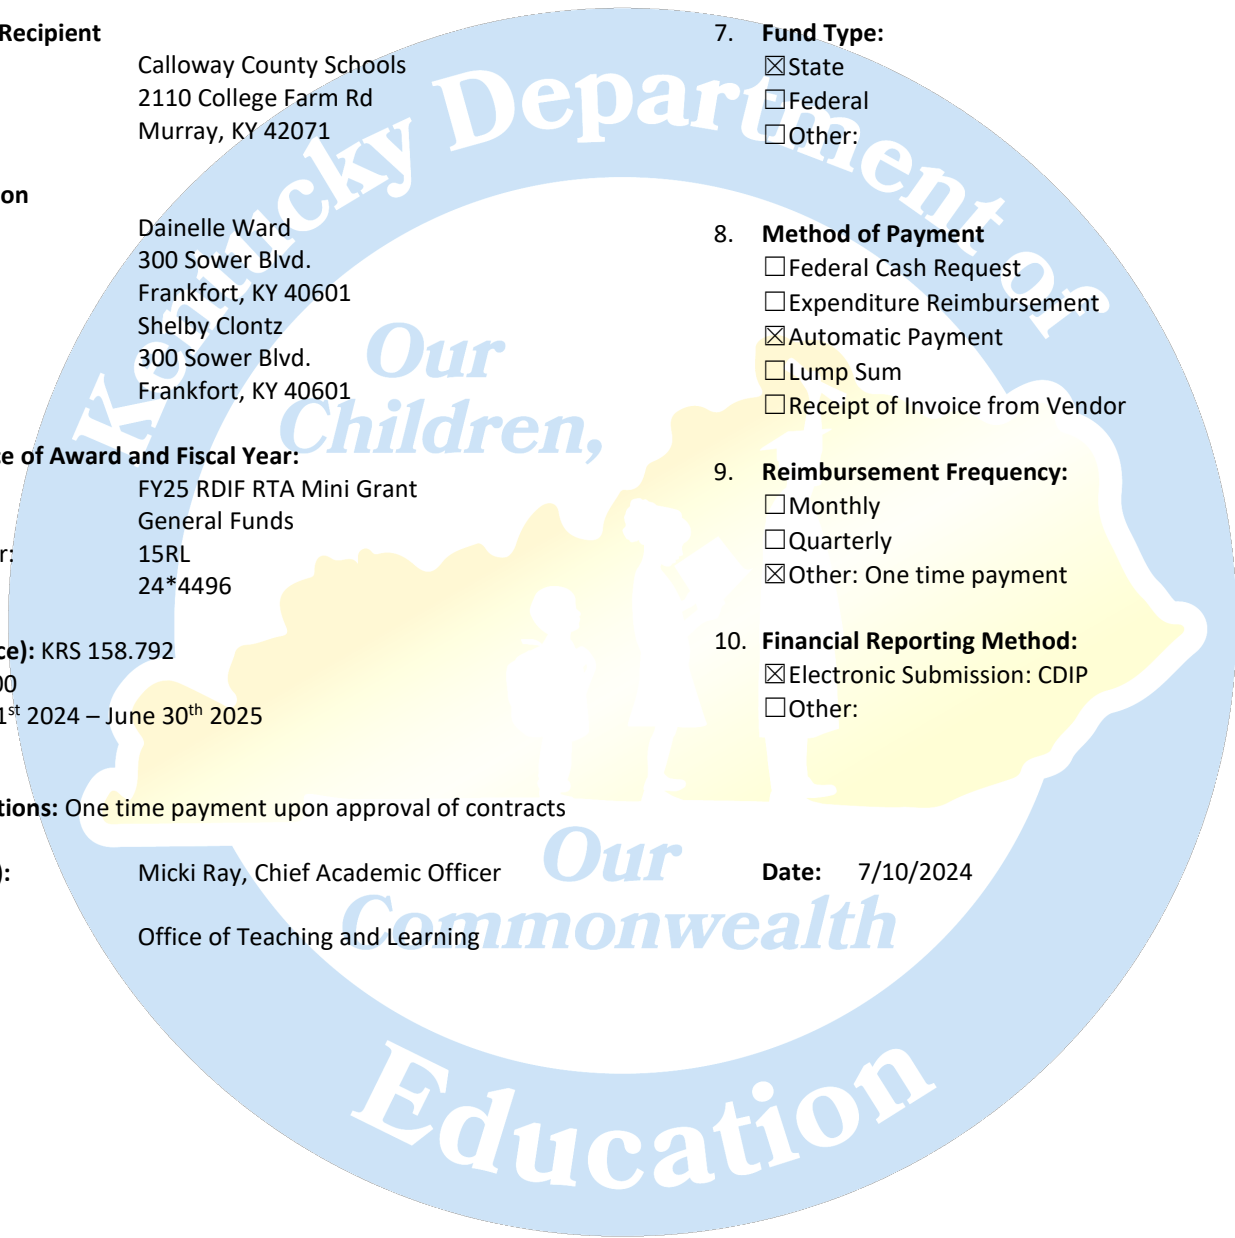 Recipient
Calloway County Schools
2110 College Farm Rd
Murray, KY 42071
on
Dainelle Ward
300 Sower Blvd.
Frankfort, KY 40601
Shelby Clontz
300 Sower Blvd.
Frankfort, KY 40601
ce of Award and Fiscal Year:
FY25 RDIF RTA Mini Grant
General Funds
r: 15RL
24*4496
ce): KRS 158.792
00
1st 2024 – June 30th 2025
tions: One time payment upon approval of contracts
): Micki Ray, Chief Academic Officer
Office of Teaching and Learning
7. Fund Type:
☒State
☐Federal
☐Other:
8. Method of Payment
☐Federal Cash Request
☐Expenditure Reimbursement
☒Automatic Payment
☐Lump Sum
☐Receipt of Invoice from Vendor
9. Reimbursement Frequency:
☐Monthly
☐Quarterly
☒Other: One time payment
10. Financial Reporting Method:
☒Electronic Submission: CDIP
☐Other:
Date: 7/10/2024
Kentucky Department of
Education
Our
Children,
Our
Commonwealth